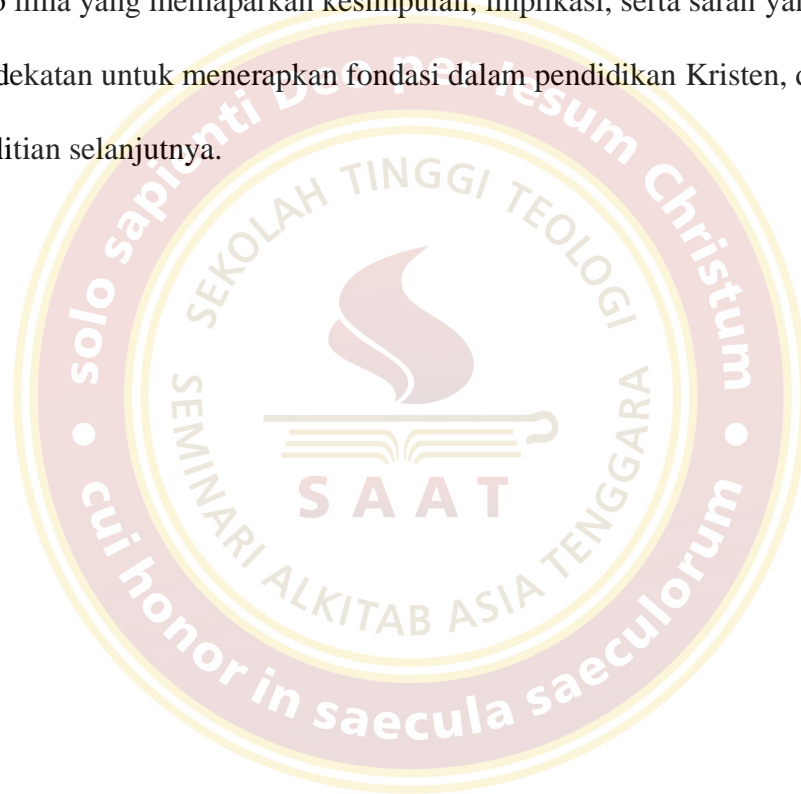 lima yang memaparkan kesimpulan, implikasi, serta saran
dekatan untuk menerapkan fondasi dalam pendidikan Kristen,
litian selanjutnya.
solo sapienti Deo per Iesum Christum
SEKOLAH TINGGI TEOLOGI
SAAT
SEMINARI ALKITAB ASIA TENGGARA
cui honor in saecula saeculorum